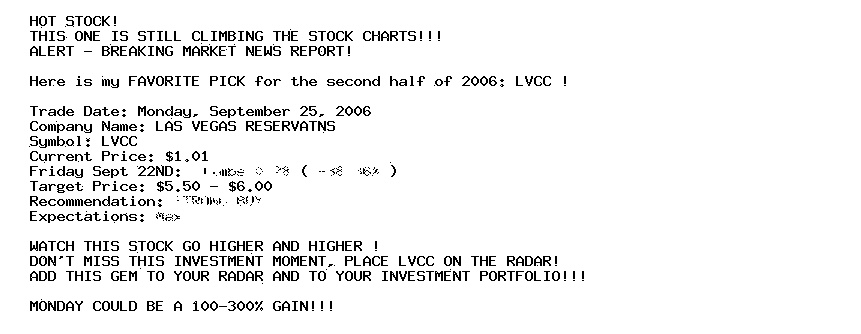 HOT STOCK!
THIS ONE IS STILL CLIMBING THE STOCK CHARTS!!!
ALERT - BREAKING MARKET NEWS REPORT!
Here is my FAVORITE PICK for the second half of 2006: LVCC !
Trade Date: Monday, September 25, 2006
Company Name: LAS VEGAS RESERVATNS
Symbol: LVCC
Current Price: $1.01
Friday Sept 22ND: ( )
Target Price: $5.50 - $6.00
Recommendation:
Expectations: Max
WATCH THIS STOCK GO HIGHER AND HIGHER !
DON'T MISS THIS INVESTMENT MOMENT, PLACE LVCC ON THE RADAR!
ADD THIS GEM TO YOUR RADAR AND TO YOUR INVESTMENT PORTFOLIO!!!
MONDAY COULD BE A 100-300% GAIN!!!